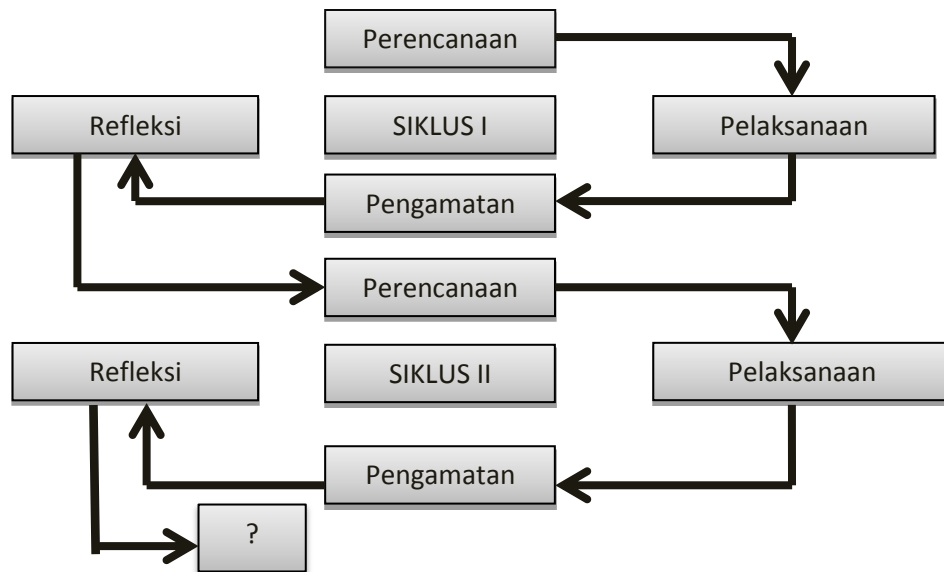 Perencanaan
Refleksi
SIKLUS I
Pelaksanaan
Pengamatan
Perencanaan
Refleksi
SIKLUS II
Pelaksanaan
Pengamatan
?